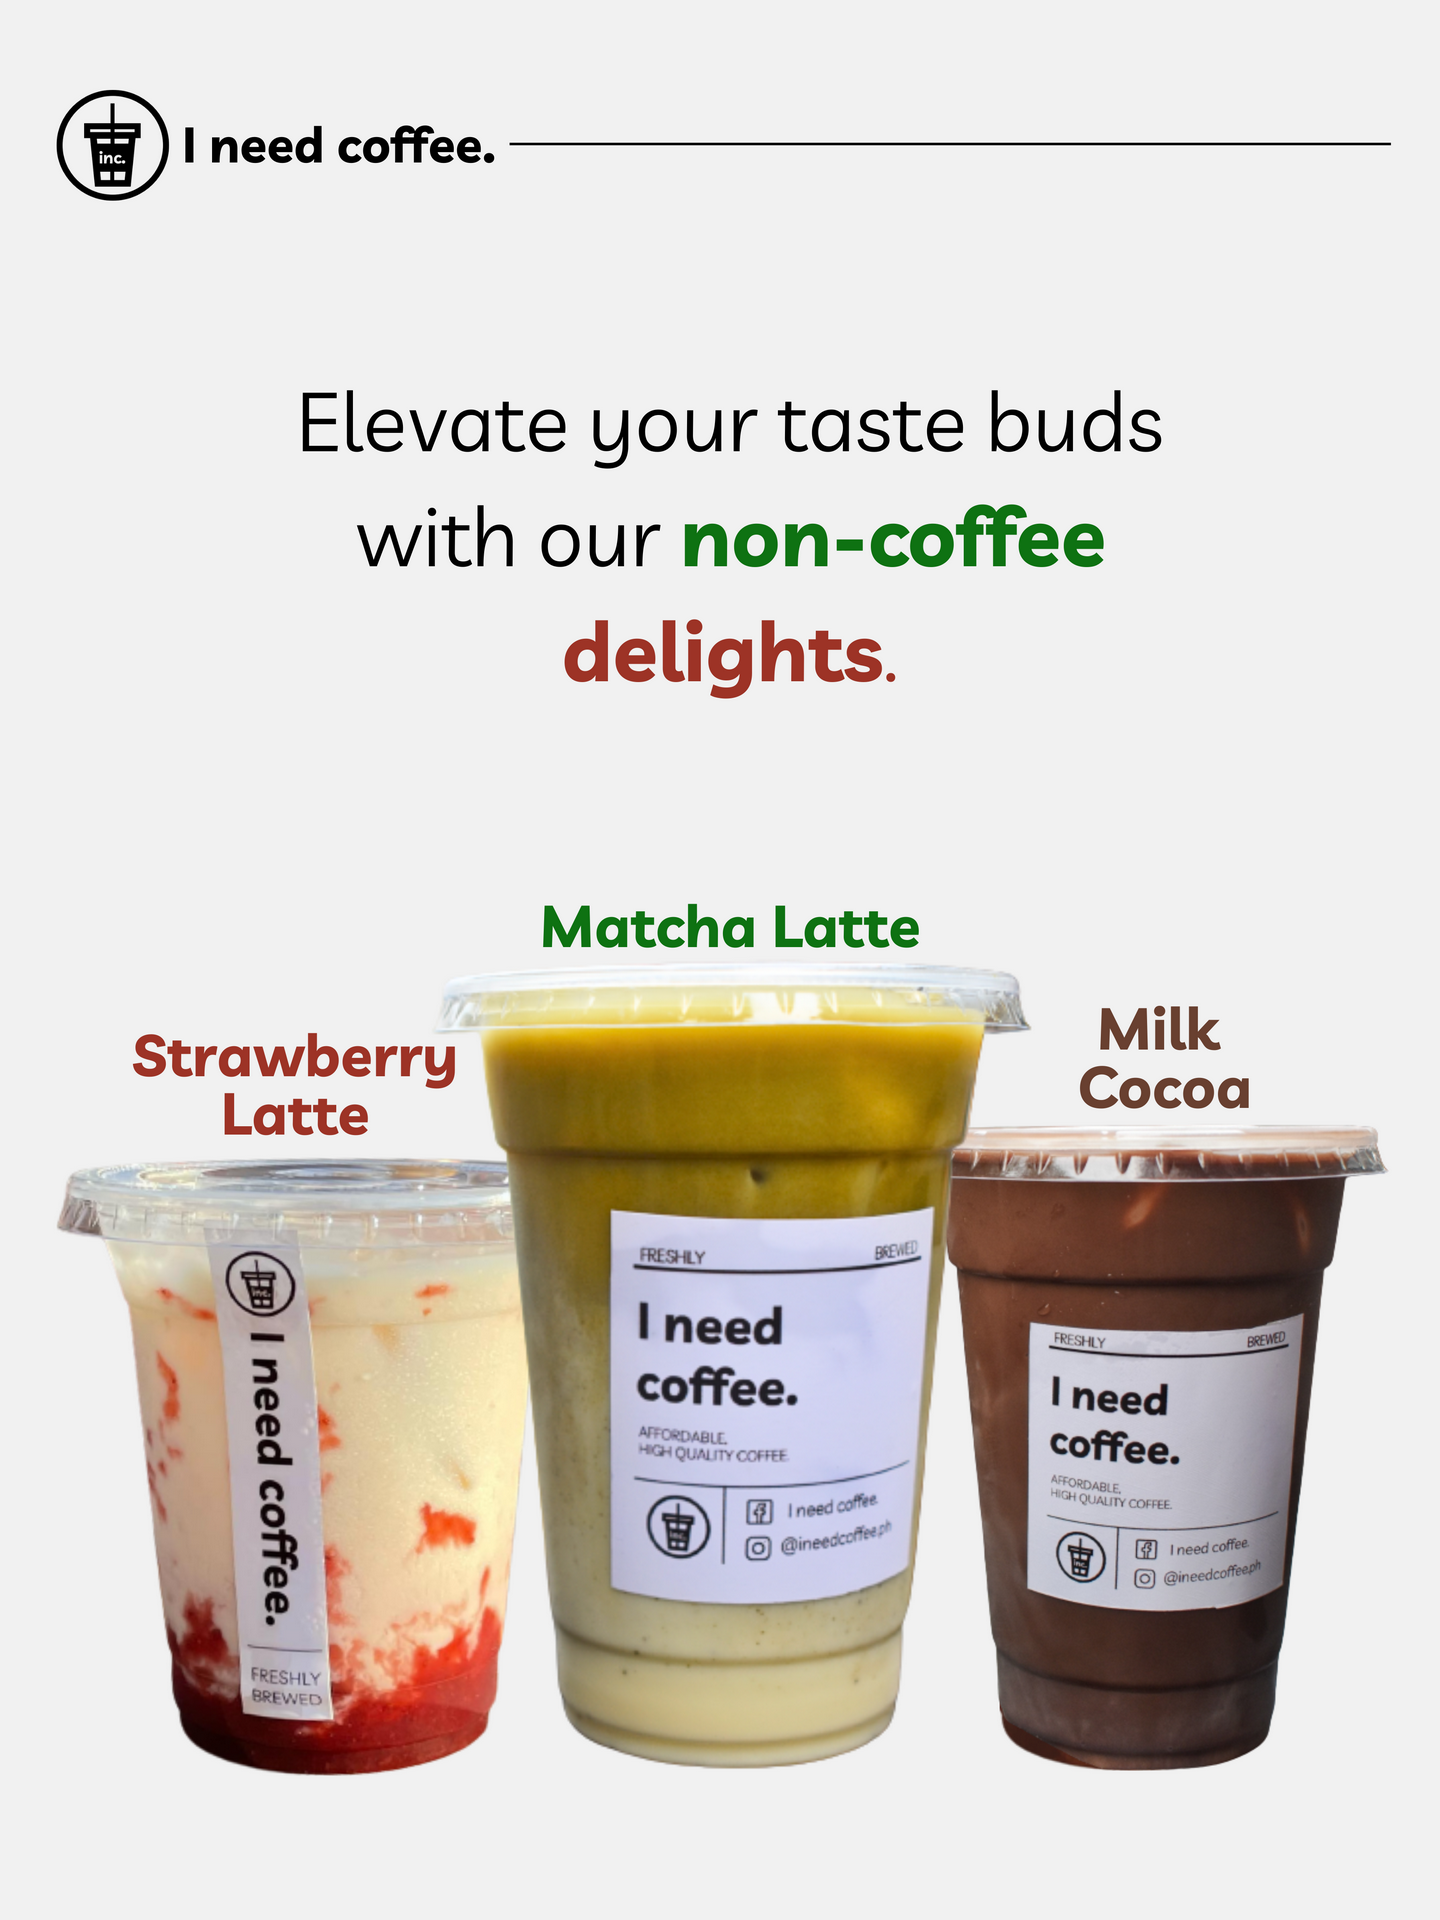 inc.
I need coffee.
Elevate your taste buds
with our non-coffee
delights.
Matcha Latte
Strawberry
Latte
Milk
Cocoa
inc.
I need coffee.
FRESHLY
BREWED
FRESHLY BREWED
I need
coffee.
AFFORDABLE,
HIGH QUALITY COFFEE.
inc.
I need coffee.
@ineedcoffee.ph
FRESHLY BREWED
I need
coffee.
AFFORDABLE,
HIGH QUALITY COFFEE.
inc.
I need coffee.
@ineedcoffee.ph